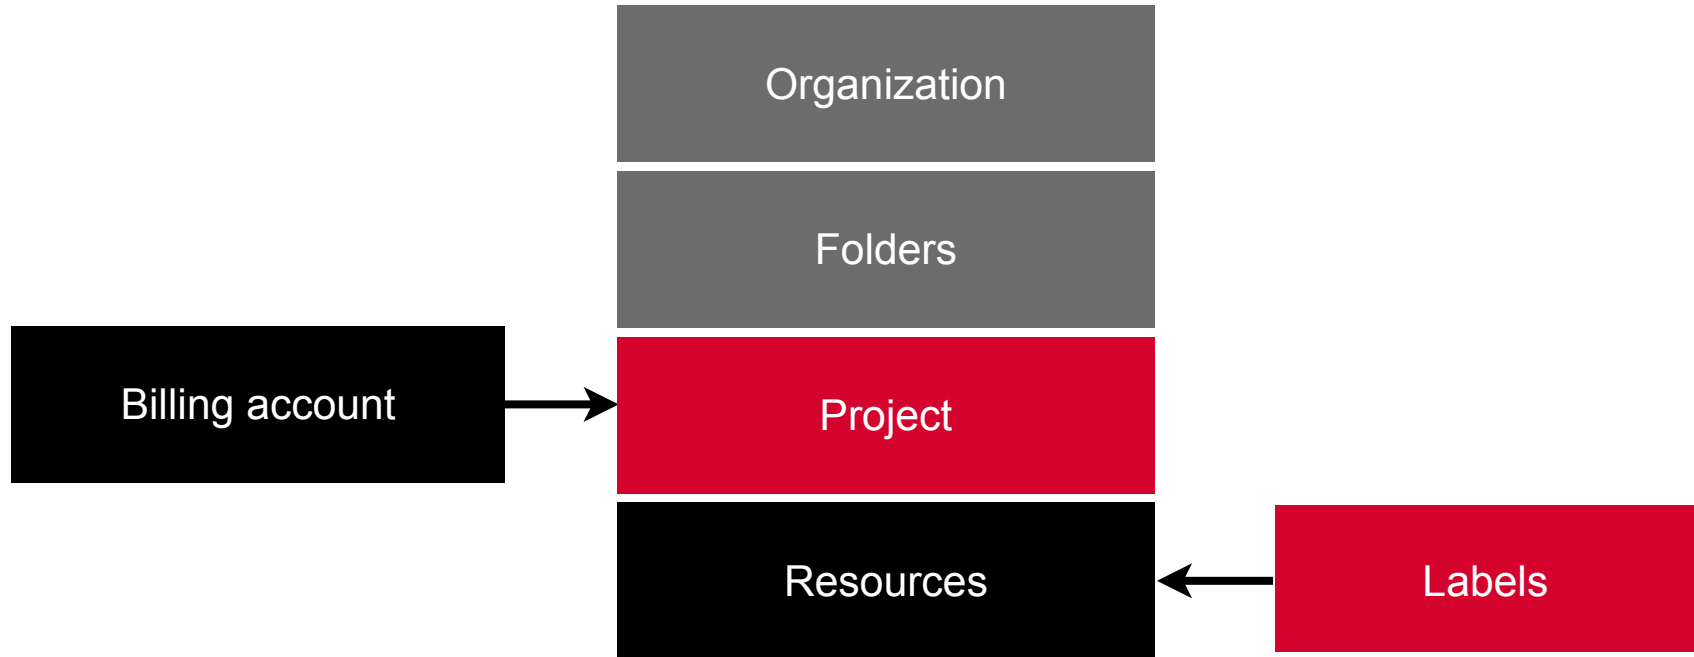 Organization
Folders
Billing account
Project
Resources
Labels